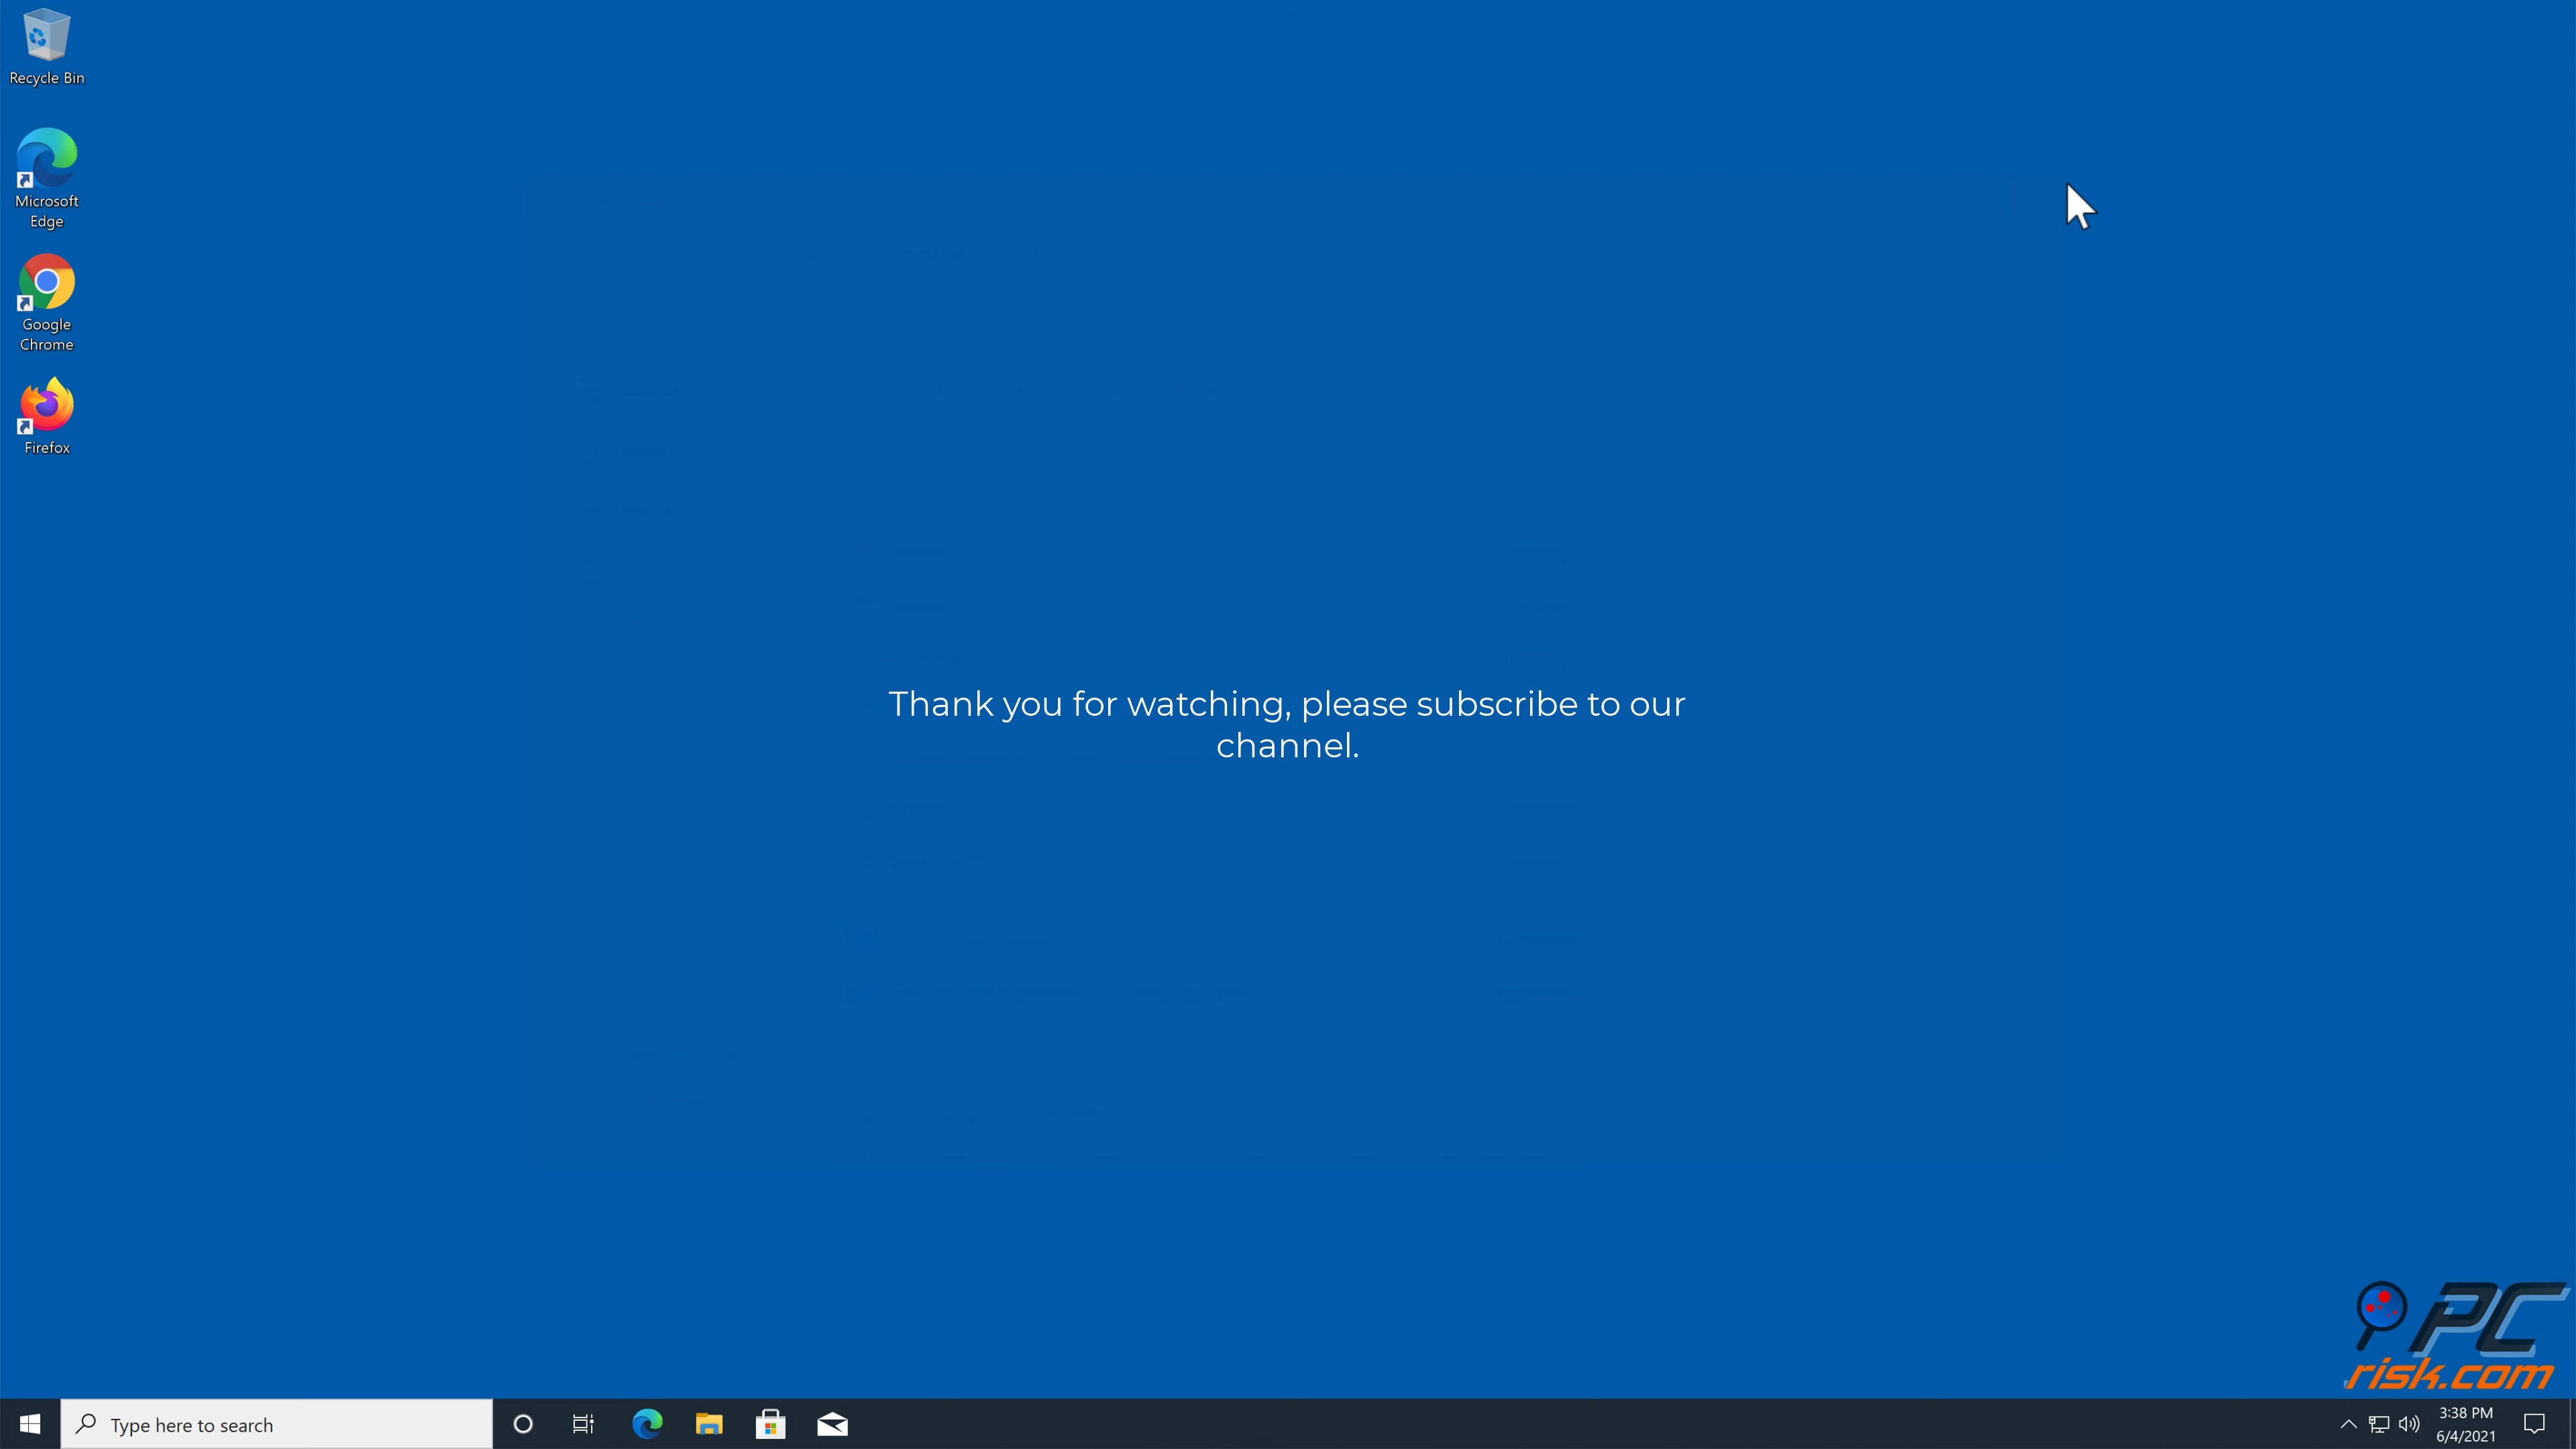 Recycle Bin
Microsoft
Edge
Google
Chrome
Firefox
Thank you for watching, please subscribe to our
channel.
PC
risk.com
Type here to search
3:38 PM
6/4/2021